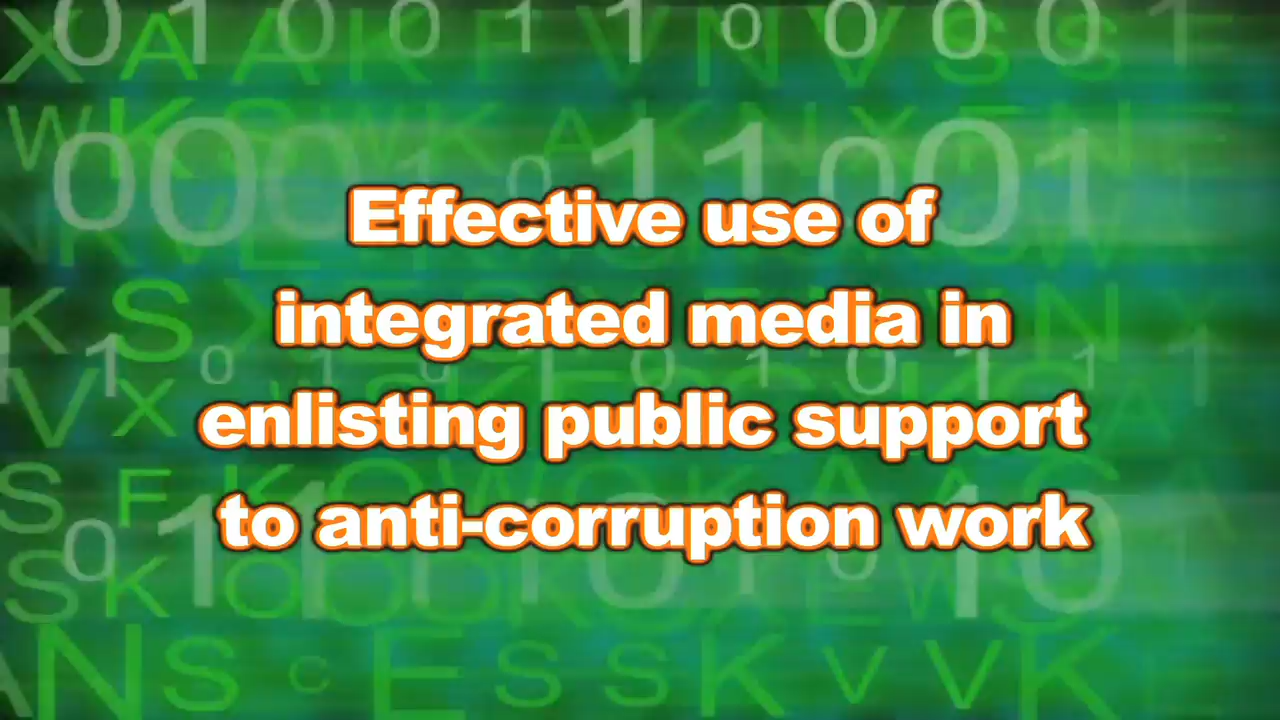 Effective use of
integrated media in
enlisting public support
to anti-corruption work